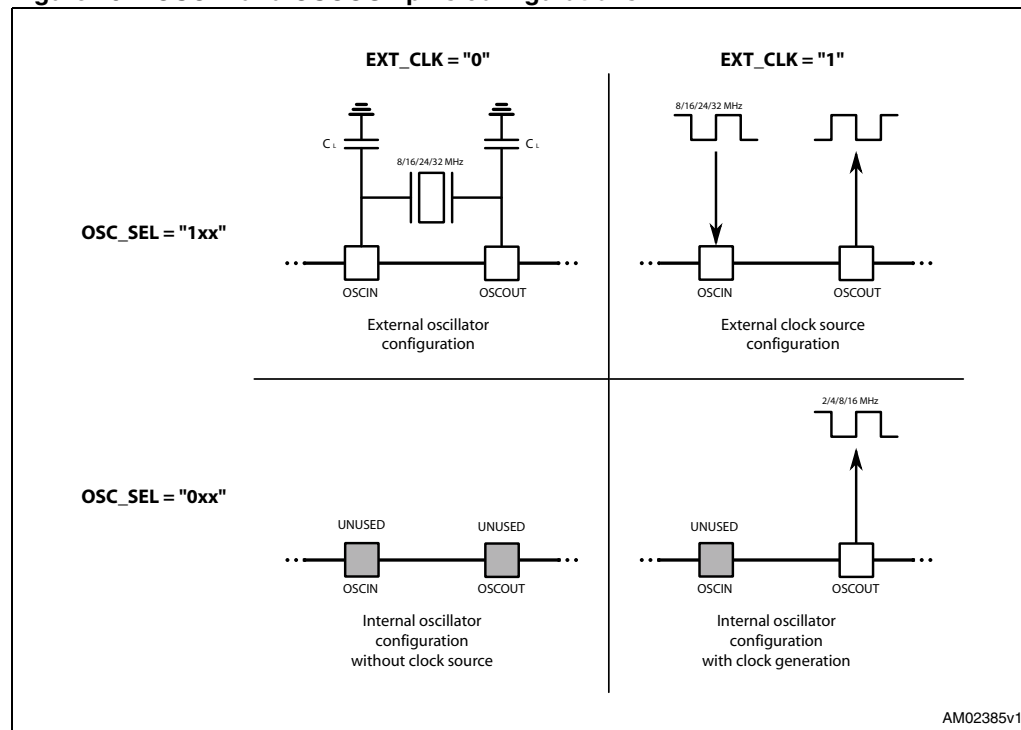 EXT_CLK = "0"
EXT_CLK = "1"
OSC_SEL = "1xx"
C L
C L
8/16/24/32 MHz
OSCIN
OSCOUT
External oscillator
configuration
8/16/24/32 MHz
OSCIN
OSCOUT
External clock source
configuration
OSC_SEL = "0xx"
UNUSED
UNUSED
OSCIN
OSCOUT
Internal oscillator
configuration
without clock source
2/4/8/16 MHz
UNUSED
OSCIN
OSCOUT
Internal oscillator
configuration
with clock generation
AM02385v1